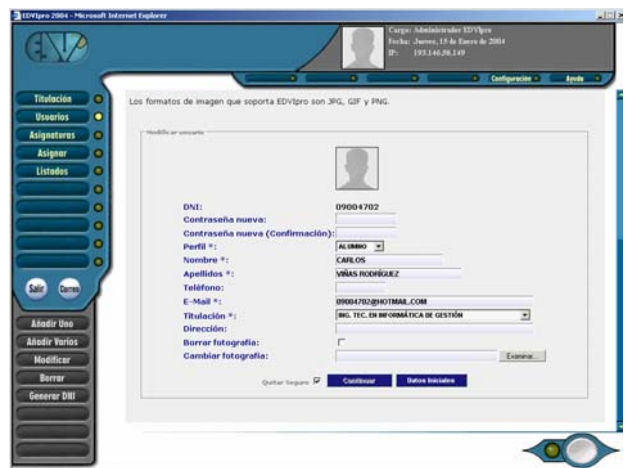 EDVIpro 2004 - Microsoft Internet Explorer
Cargo: Administrador EDVIpro
Fecha: Jueves, 15 de Enero de 2004
IP: 193.146.58.149
Configuración
Ayuda
Titulación
Usuarios
Asignaturas
Asignar
Listados
Salir
Correo
Añadir Uno
Añadir Varios
Modificar
Borrar
Generar DNI
Los formatos de imagen que soporta EDVIpro son JPG, GIF y PNG.
Modificar usuario
DNI: 09004702
Contraseña nueva:
Contraseña nueva (Confirmación):
Perfil *: ALUMNO
Nombre *: CARLOS
Apellidos *: VIÑAS RODRÍGUEZ
Teléfono:
E-Mail *: 09004702@HOTMAIL.COM
Titulación *: ING. TEC. EN INFORMÁTICA DE GESTIÓN
Dirección:
Borrar fotografía:
Cambiar fotografía: Examinar...
Quitar Seguro Continuar Datos Iniciales